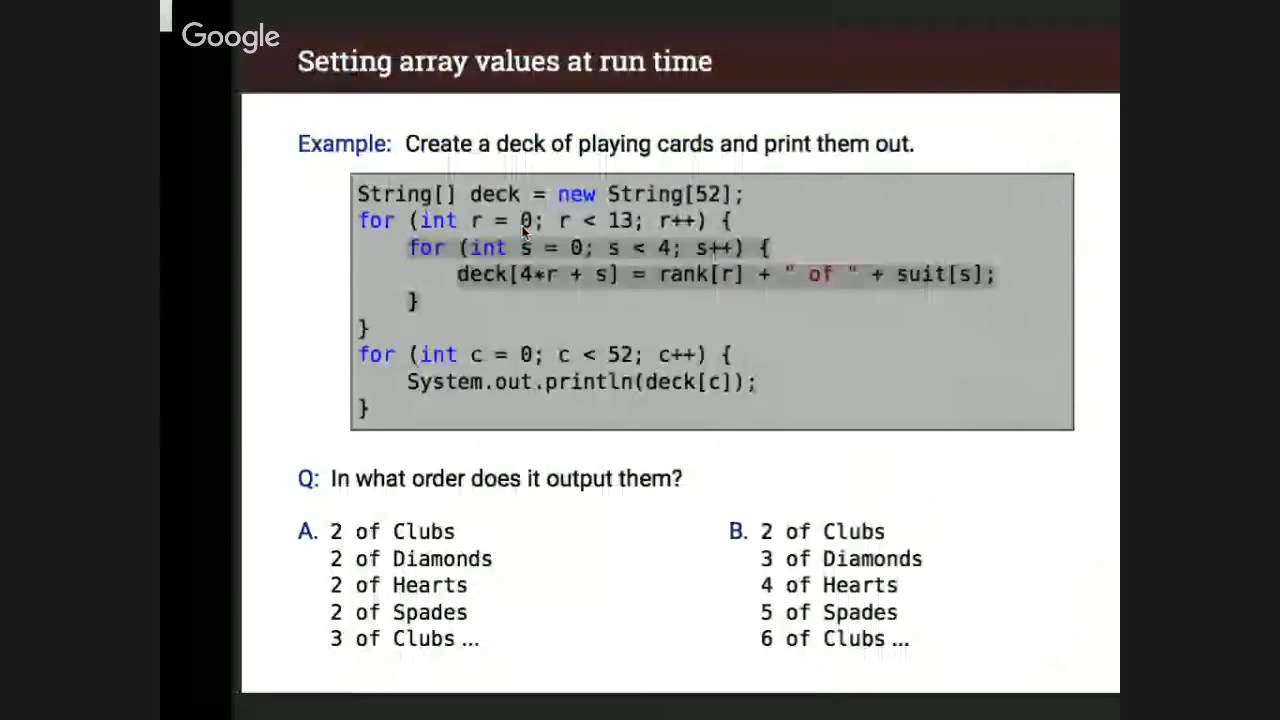 Google
Setting array values at run time
Example: Create a deck of playing cards and print them out.
String[] deck = new String[52];
for (int r = 0; r < 13; r++) {
    for (int s = 0; s < 4; s++) {
        deck[4*r + s] = rank[r] + " of " + suit[s];
    }
}
for (int c = 0; c < 52; c++) {
    System.out.println(deck[c]);
}
Q: In what order does it output them?
A. 2 of Clubs
2 of Diamonds
2 of Hearts
2 of Spades
3 of Clubs ...
B. 2 of Clubs
3 of Diamonds
4 of Hearts
5 of Spades
6 of Clubs ...